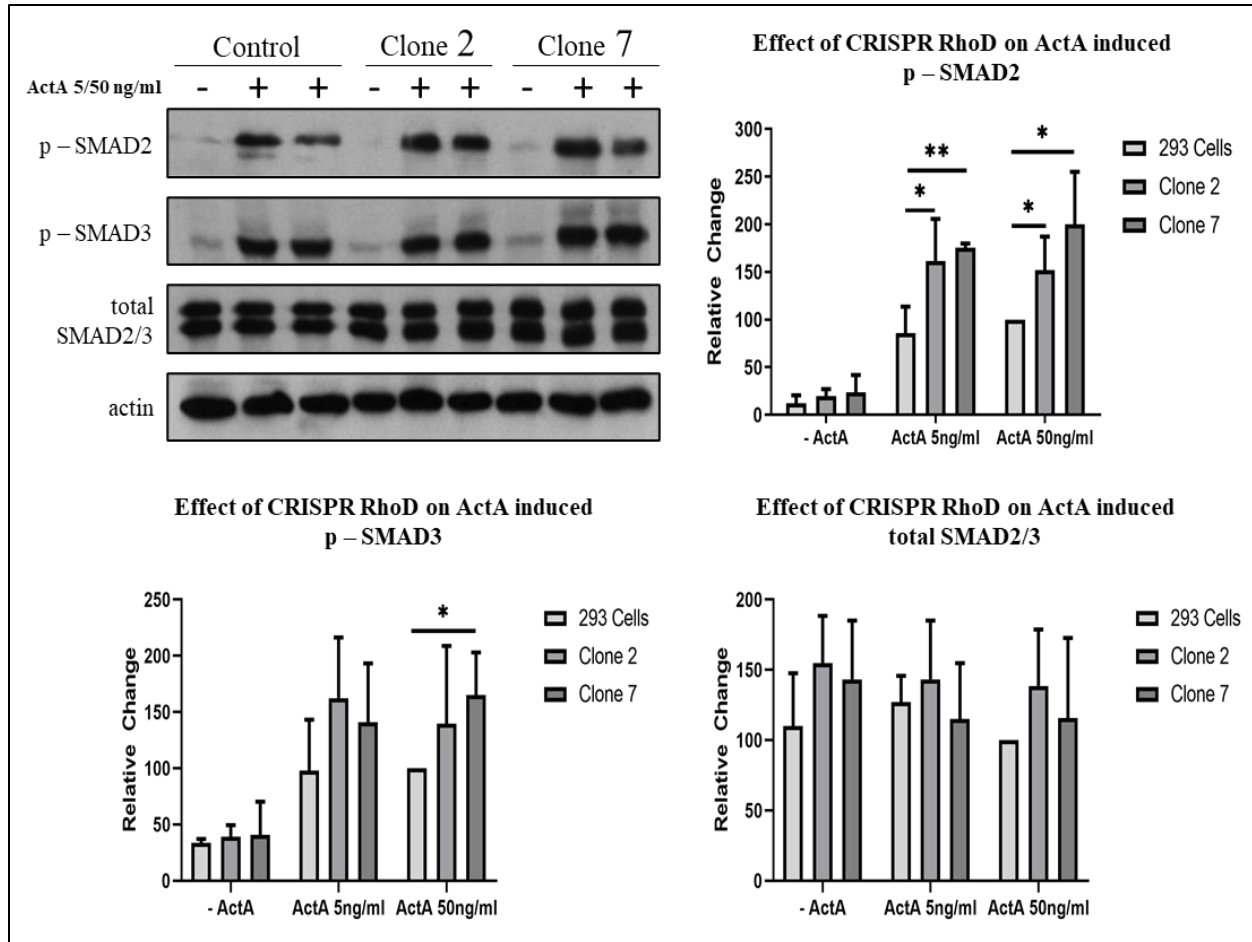 Control Clone 2 Clone 7
ActA 5/50 ng/ml - + + - + + - + +
p – SMAD2
p – SMAD3
total
SMAD2/3
actin
Effect of CRISPR RhoD on ActA induced
p – SMAD2
Relative Change
300
250
200
150
100
50
0
**
*
*
*
- ActA ActA 5ng/ml ActA 50ng/ml
293 Cells
Clone 2
Clone 7
Effect of CRISPR RhoD on ActA induced
p – SMAD3
Relative Change
250
200
150
100
50
0
*
- ActA ActA 5ng/ml ActA 50ng/ml
293 Cells
Clone 2
Clone 7
Effect of CRISPR RhoD on ActA induced
total SMAD2/3
Relative Change
200
150
100
50
0
- ActA ActA 5ng/ml ActA 50ng/ml
293 Cells
Clone 2
Clone 7